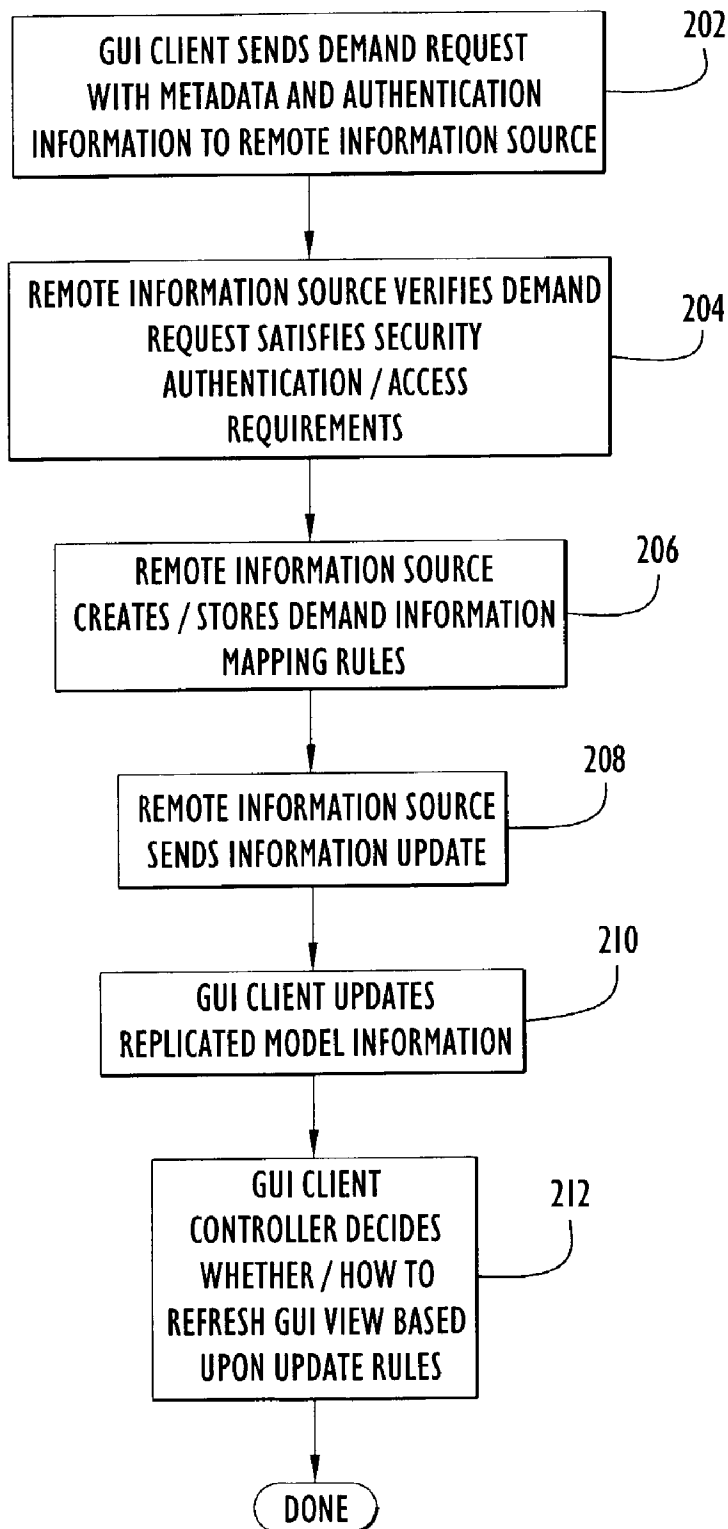 GUI CLIENT SENDS DEMAND REQUEST
WITH METADATA AND AUTHENTICATION
INFORMATION TO REMOTE INFORMATION SOURCE
202
REMOTE INFORMATION SOURCE VERIFIES DEMAND
REQUEST SATISFIES SECURITY
AUTHENTICATION / ACCESS
REQUIREMENTS
204
REMOTE INFORMATION SOURCE
CREATES / STORES DEMAND INFORMATION
MAPPING RULES
206
REMOTE INFORMATION SOURCE
SENDS INFORMATION UPDATE
208
GUI CLIENT UPDATES
REPLICATED MODEL INFORMATION
210
GUI CLIENT
CONTROLLER DECIDES
WHETHER / HOW TO
REFRESH GUI VIEW BASED
UPON UPDATE RULES
212
DONE